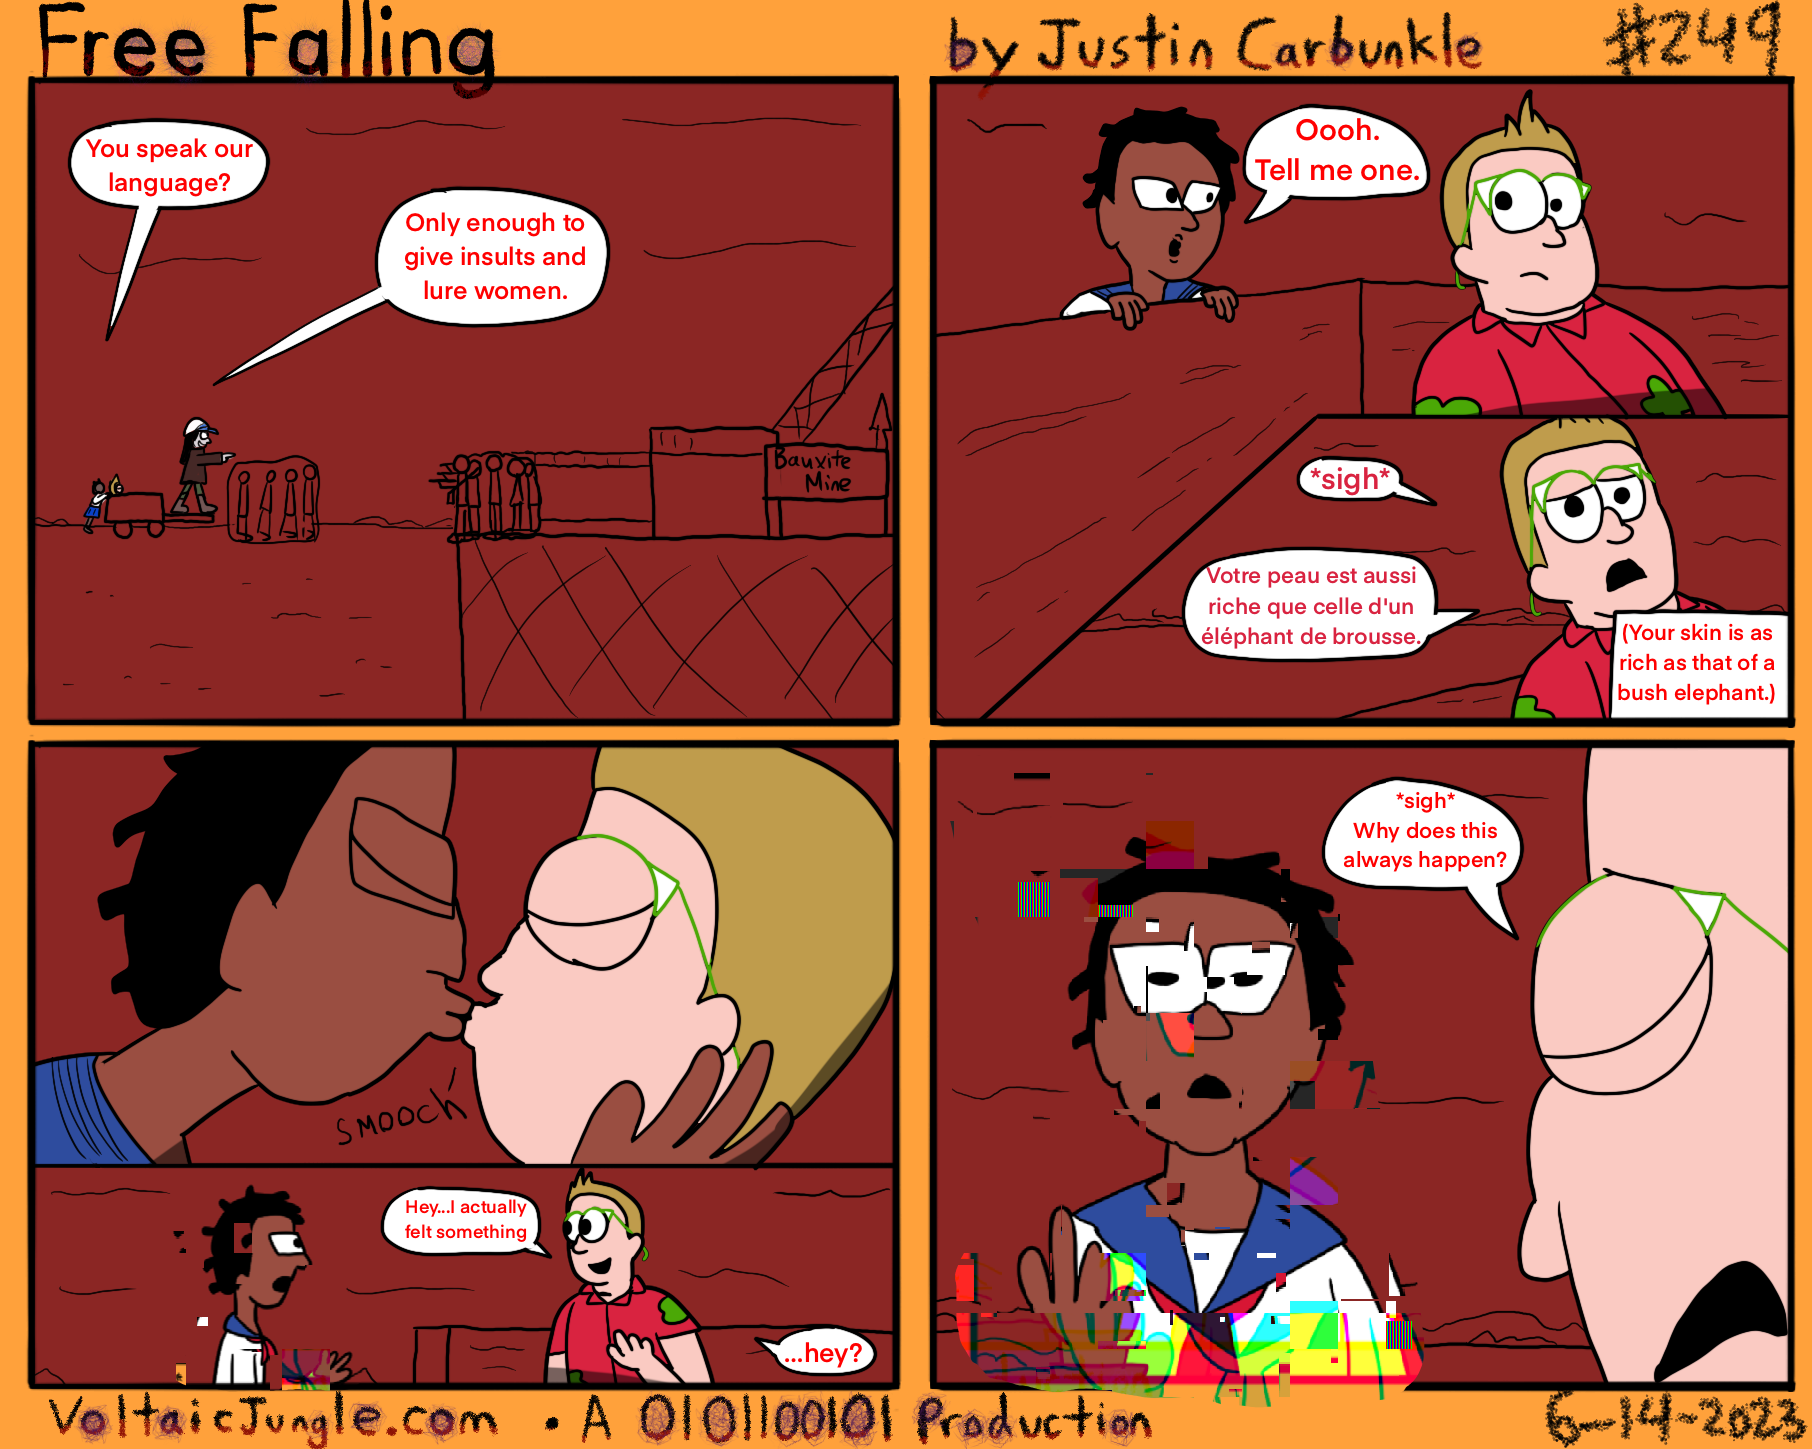 Free Falling
by Justin Carbunkle
#249
You speak our
language?
Only enough to
give insults and
lure women.
Bauxite
Mine
Oooh.
Tell me one.
*sigh*
Votre peau est aussi
riche que celle d'un
éléphant de brousse.
(Your skin is as
rich as that of a
bush elephant.)
SMOOCH
Hey...I actually
felt something
...hey?
*sigh*
Why does this
always happen?
VoltaicJungle.com • A 0101100101 Production
6-14-2023